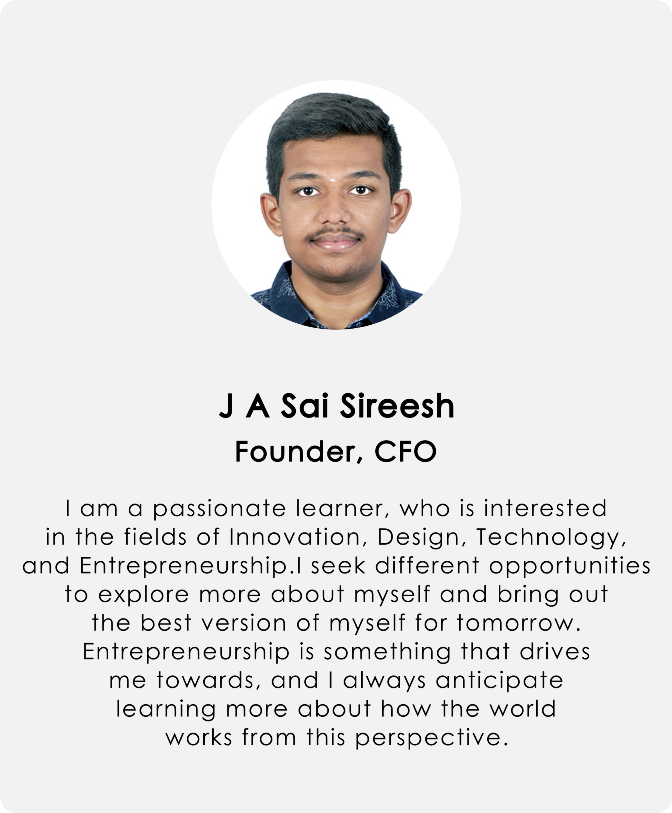 J A Sai Sireesh
Founder, CFO
I am a passionate learner, who is interested
in the fields of Innovation, Design, Technology,
and Entrepreneurship.I seek different opportunities
to explore more about myself and bring out
the best version of myself for tomorrow.
Entrepreneurship is something that drives
me towards, and I always anticipate
learning more about how the world
works from this perspective.